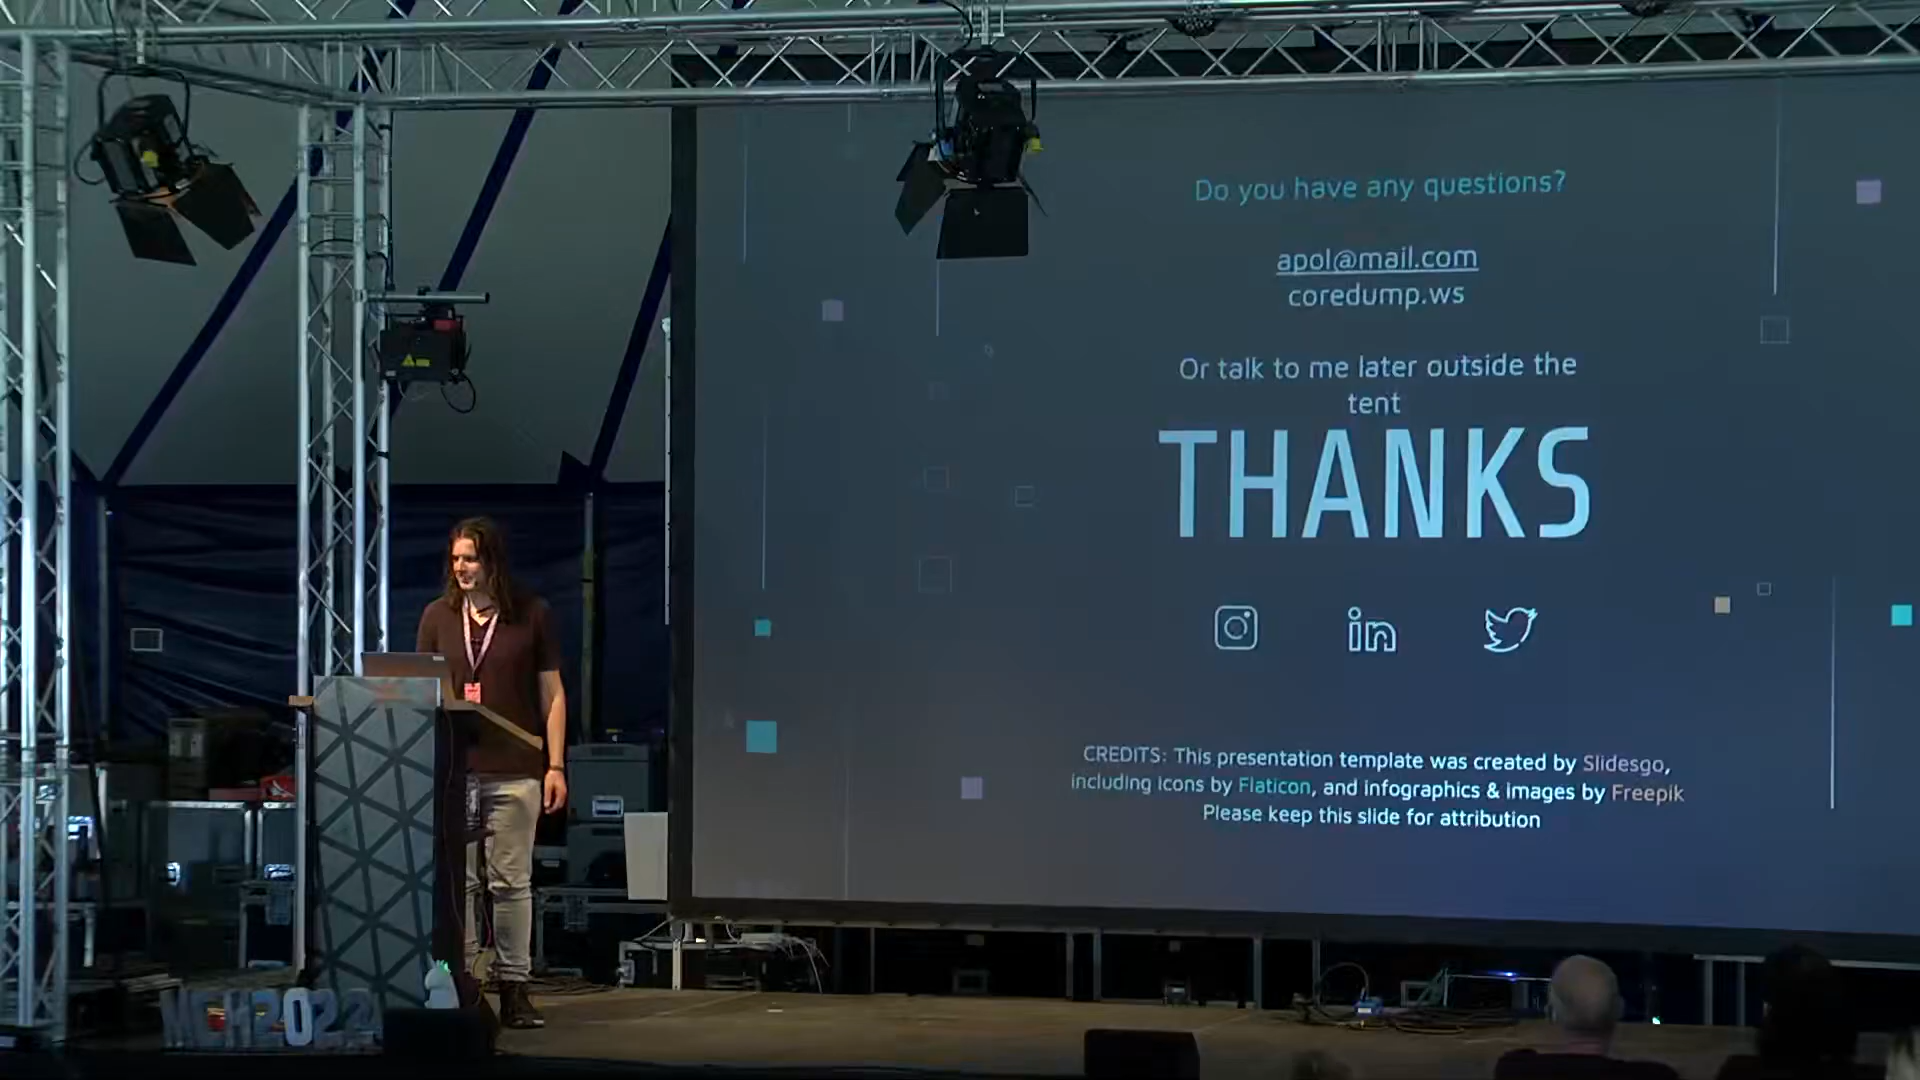 Do you have any questions?
apol@mail.com
coredump.ws
Or talk to me later outside the
tent
THANKS
in
CREDITS: This presentation template was created by Slidesgo,
including icons by Flaticon, and infographics & images by Freepik
Please keep this slide for attribution
MCH2022